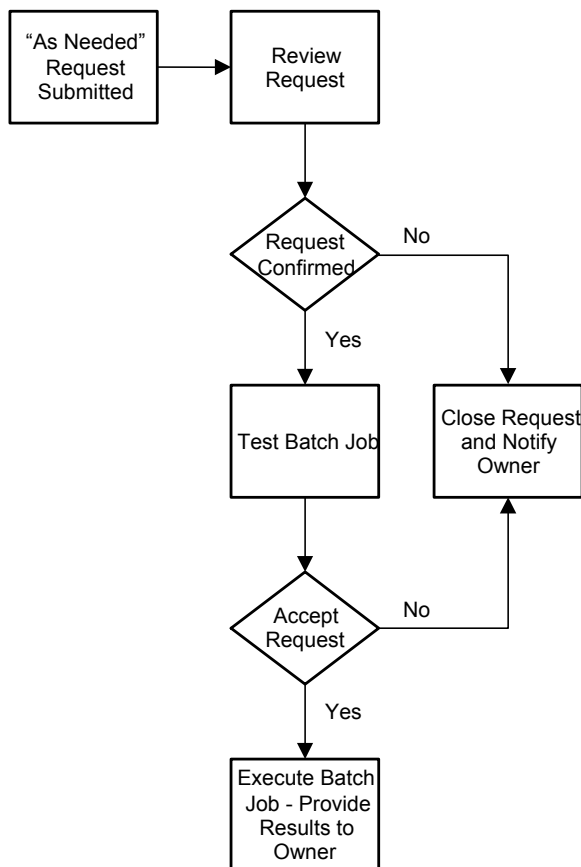 “As Needed”
Request
Submitted
Review
Request
Request
Confirmed
No
Yes
Test Batch Job
Close Request
and Notify
Owner
Accept
Request
No
Yes
Execute Batch
Job - Provide
Results to
Owner